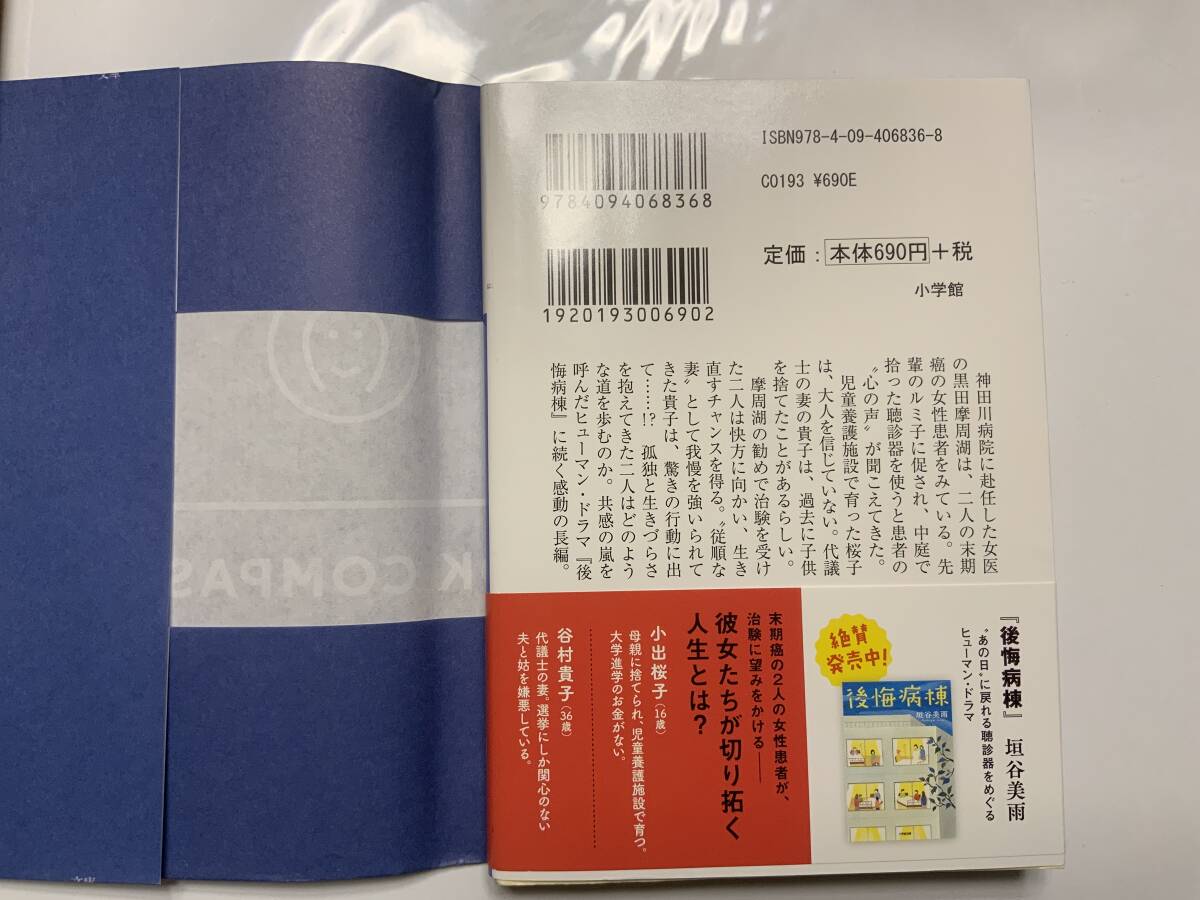 ISBN978-4-09-406836-8
C0193 ¥690E
9784094068368
定価：本体690円＋税
小学館
1920193006902
神田川病院に赴任した女医
の黒田摩周湖は、二人の末期
癌の女性患者をみている。先
輩のルミ子に促され、中庭で
拾った聴診器を使うと患者の
〝心の声〟が聞こえてきた。
児童養護施設で育った桜子
は、大人を信じていない。代議
士の妻の貴子は、過去に子供
を捨てたことがあるらしい。
摩周湖の勧めで治験を受け
た二人は快方に向かい、生き
直すチャンスを得る。〝従順な
妻〟として我慢を強いられて
きた貴子は、驚きの行動に出
て……!?　孤独と生きづらさ
を抱えてきた二人はどのよう
な道を歩むのか。共感の嵐を
呼んだヒューマン・ドラマ『後
悔病棟』に続く感動の長編。
『後悔病棟』 垣谷美雨
〝あの日〟に戻れる聴診器をめぐる
ヒューマン・ドラマ
絶賛
発売中!
後悔病棟
垣谷美雨
末期癌の2人の女性患者が、
治験に望みをかける――
彼女たちが切り拓く
人生とは？
小出桜子（16歳）
母親に捨てられ、児童養護施設で育つ。
大学進学のお金がない。
谷村貴子（36歳）
代議士の妻。選挙にしか関心のない
夫と姑を嫌悪している。
K COMPAS
文庫